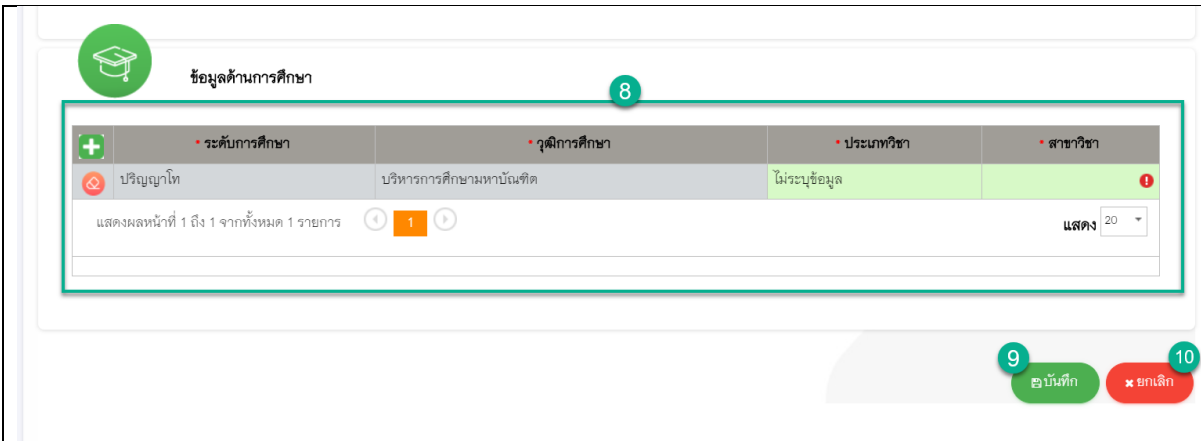 ข้อมูลด้านการศึกษา
8
* ระดับการศึกษา * วุฒิการศึกษา * ประเภทวิชา * สาขาวิชา
ปริญญาโท บริหารการศึกษามหาบัณฑิต ไม่ระบุข้อมูล
แสดงผลหน้าที่ 1 ถึง 1 จากทั้งหมด 1 รายการ 1 แสดง 20
9 10
บันทึก ยกเลิก